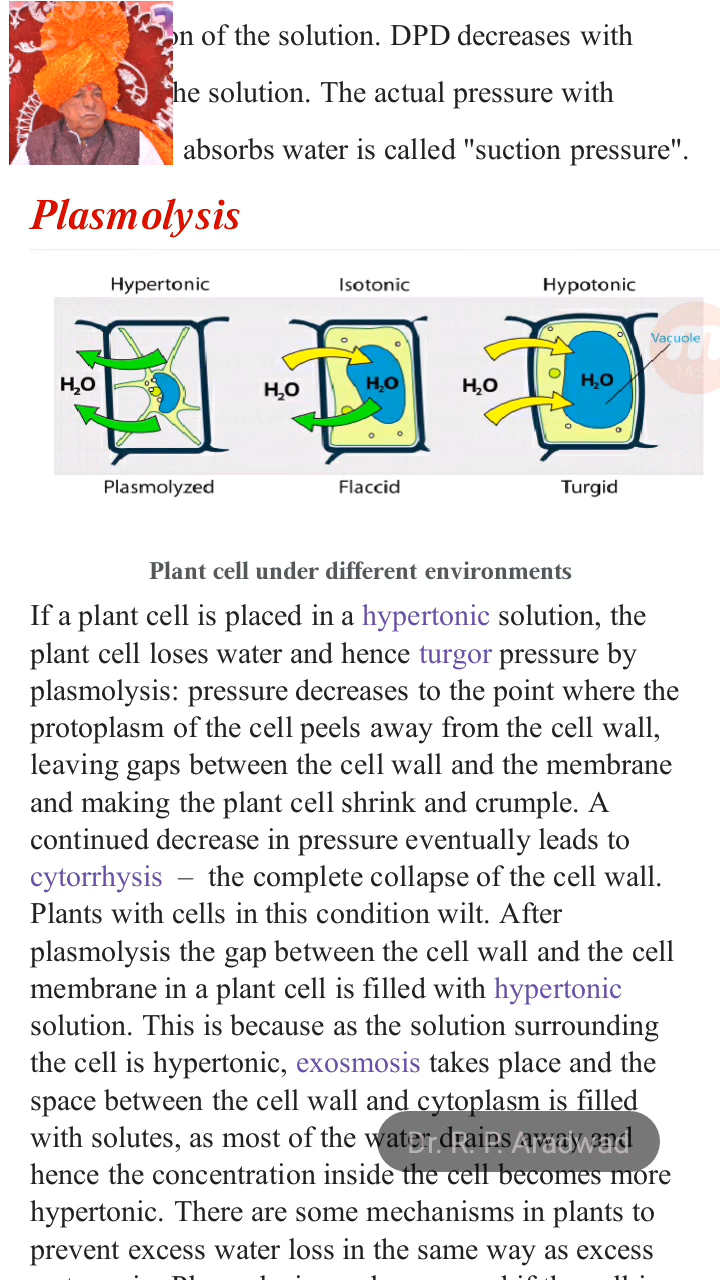 on of the solution. DPD decreases with
he solution. The actual pressure with
absorbs water is called "suction pressure".
Plasmolysis
Hypertonic Isotonic Hypotonic
Vacuole
H2O H2O H2O H2O H2O
Plasmolyzed Flaccid Turgid
Plant cell under different environments
If a plant cell is placed in a hypertonic solution, the
plant cell loses water and hence turgor pressure by
plasmolysis: pressure decreases to the point where the
protoplasm of the cell peels away from the cell wall,
leaving gaps between the cell wall and the membrane
and making the plant cell shrink and crumple. A
continued decrease in pressure eventually leads to
cytorrhysis – the complete collapse of the cell wall.
Plants with cells in this condition wilt. After
plasmolysis the gap between the cell wall and the cell
membrane in a plant cell is filled with hypertonic
solution. This is because as the solution surrounding
the cell is hypertonic, exosmosis takes place and the
space between the cell wall and cytoplasm is filled
with solutes, as most of the water drains away and
Dr. R. P. Aradwad
hence the concentration inside the cell becomes more
hypertonic. There are some mechanisms in plants to
prevent excess water loss in the same way as excess